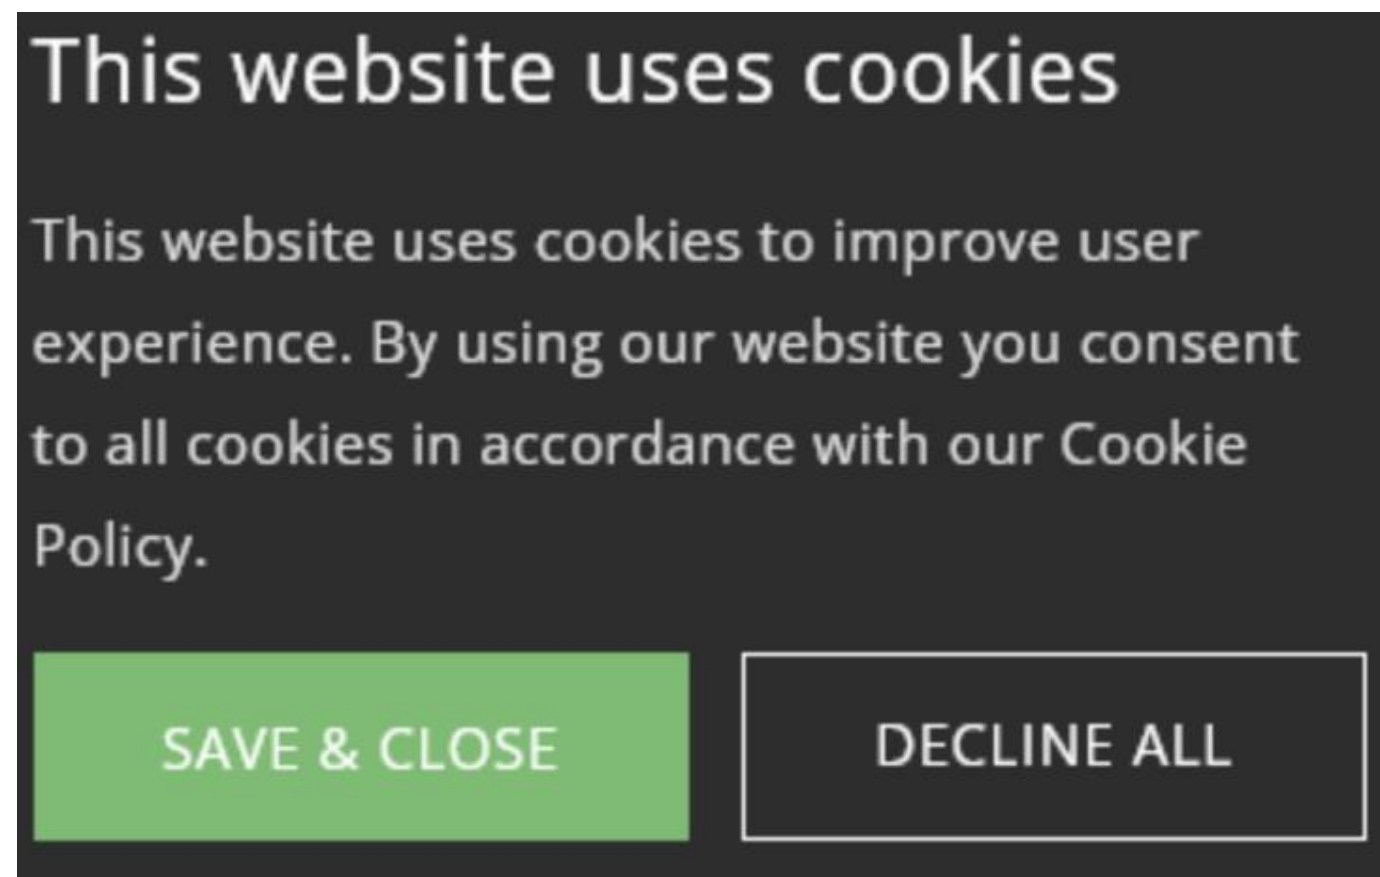 This website uses cookies
This website uses cookies to improve user
experience. By using our website you consent
to all cookies in accordance with our Cookie
Policy.
SAVE & CLOSE
DECLINE ALL